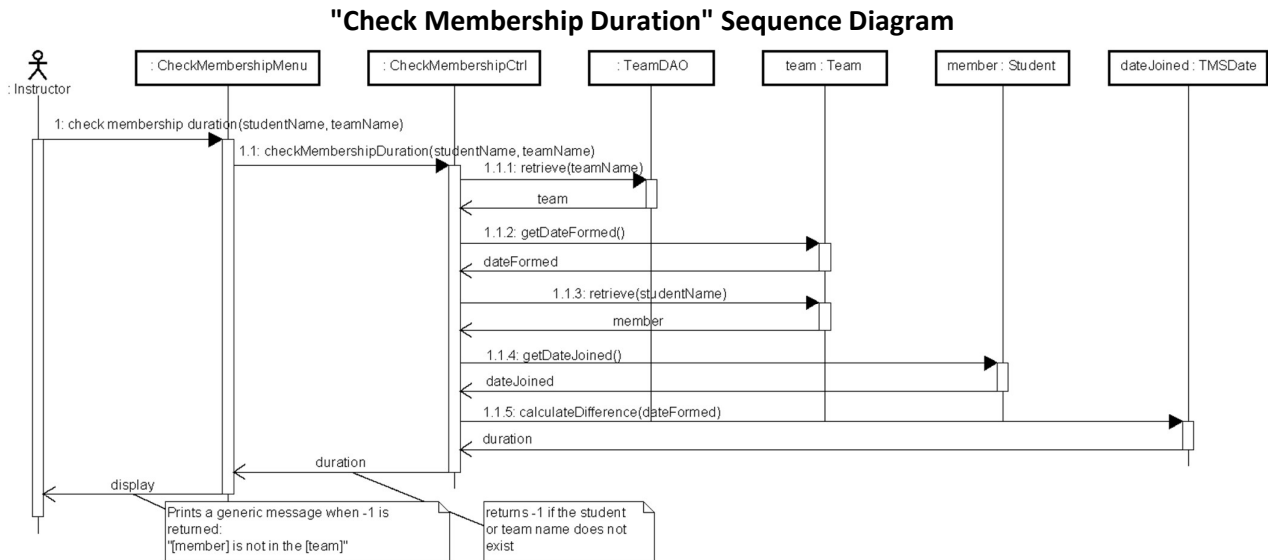 "Check Membership Duration" Sequence Diagram
: Instructor
: CheckMembershipMenu
: CheckMembershipCtrl
: TeamDAO
team : Team
member : Student
dateJoined : TMSDate
1: check membership duration(studentName, teamName)
1.1: checkMembershipDuration(studentName, teamName)
1.1.1: retrieve(teamName)
team
1.1.2: getDateFormed()
dateFormed
1.1.3: retrieve(studentName)
member
1.1.4: getDateJoined()
dateJoined
1.1.5: calculateDifference(dateFormed)
duration
duration
display
Prints a generic message when -1 is
returned:
"[member] is not in the [team]"
returns -1 if the student
or team name does not
exist